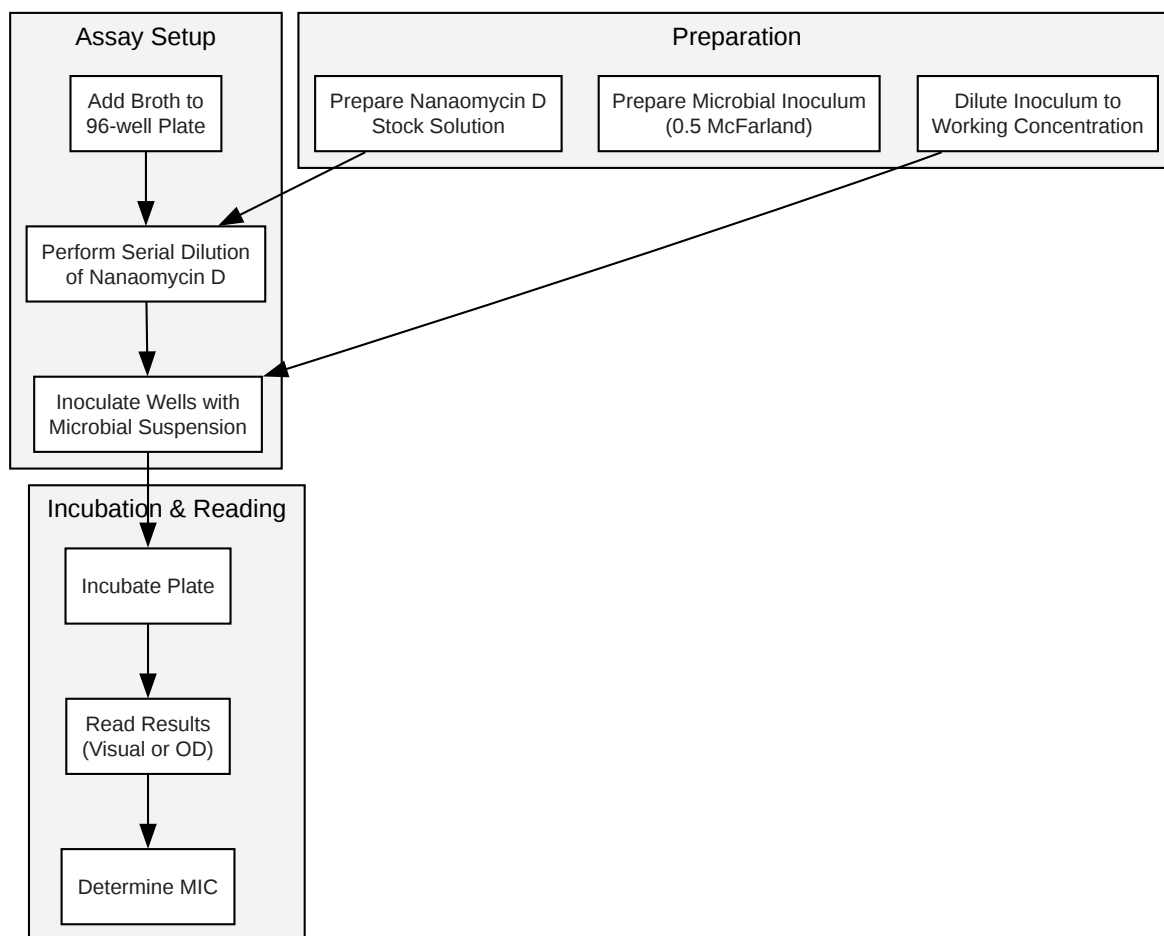 Assay Setup
Add Broth to
96-well Plate
Perform Serial Dilution
of Nanaomycin D
Inoculate Wells with
Microbial Suspension
Preparation
Prepare Nanaomycin D
Stock Solution
Prepare Microbial Inoculum
(0.5 McFarland)
Dilute Inoculum to
Working Concentration
Incubation & Reading
Incubate Plate
Read Results
(Visual or OD)
Determine MIC